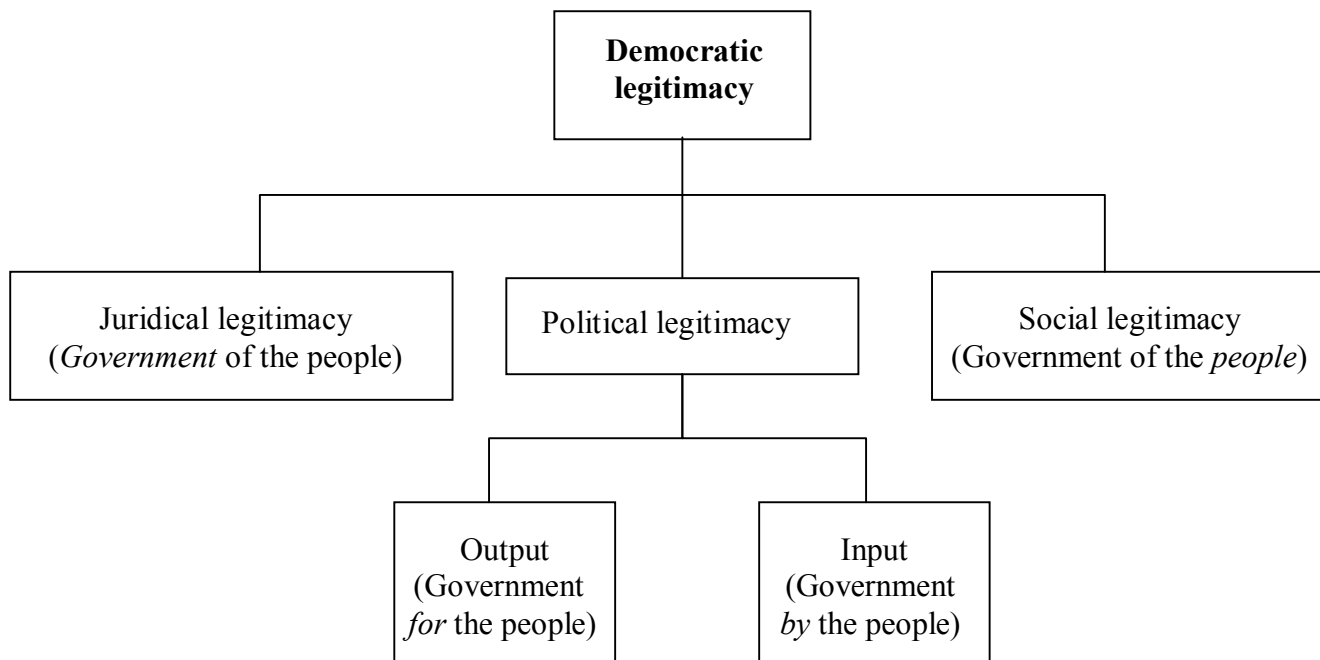 Democratic
legitimacy
Juridical legitimacy
(Government of the people)
Political legitimacy
Social legitimacy
(Government of the people)
Output
(Government
for the people)
Input
(Government
by the people)